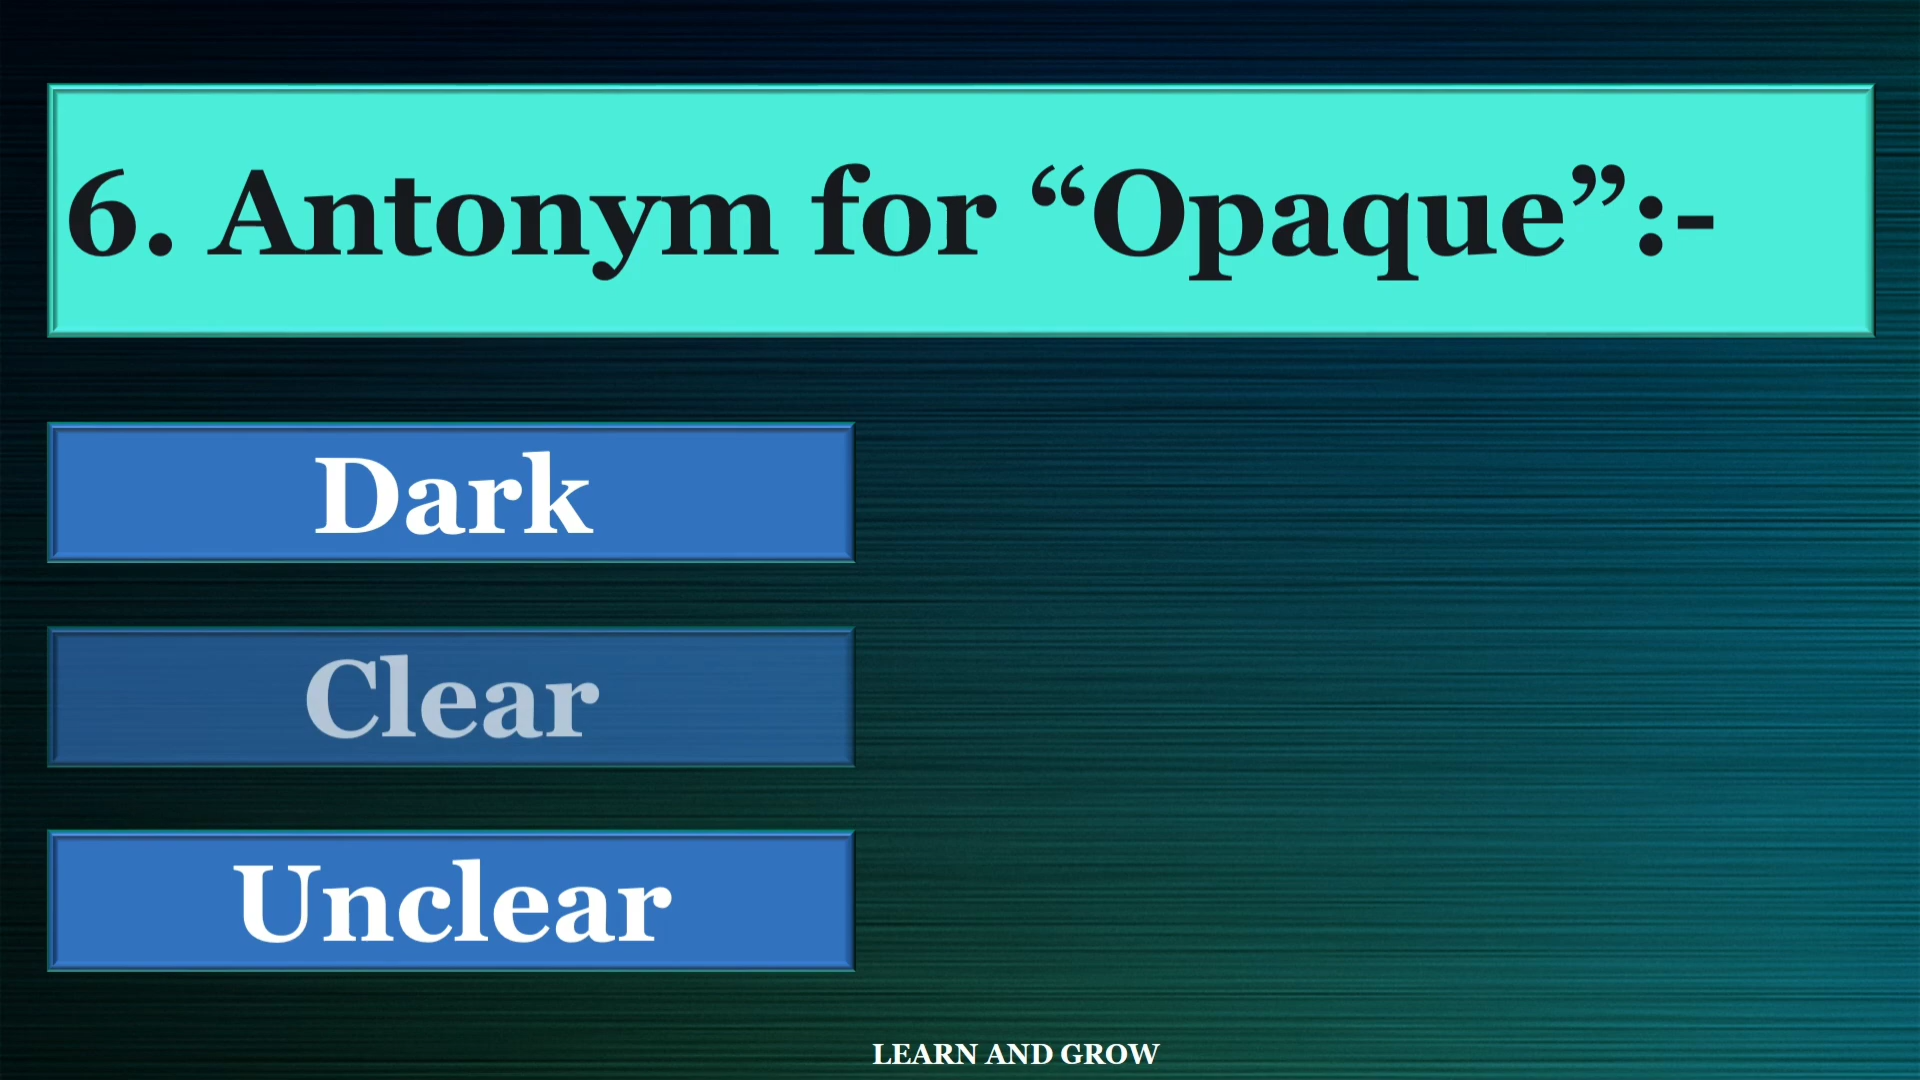 6. Antonym for “Opaque”:-
Dark
Clear
Unclear
LEARN AND GROW